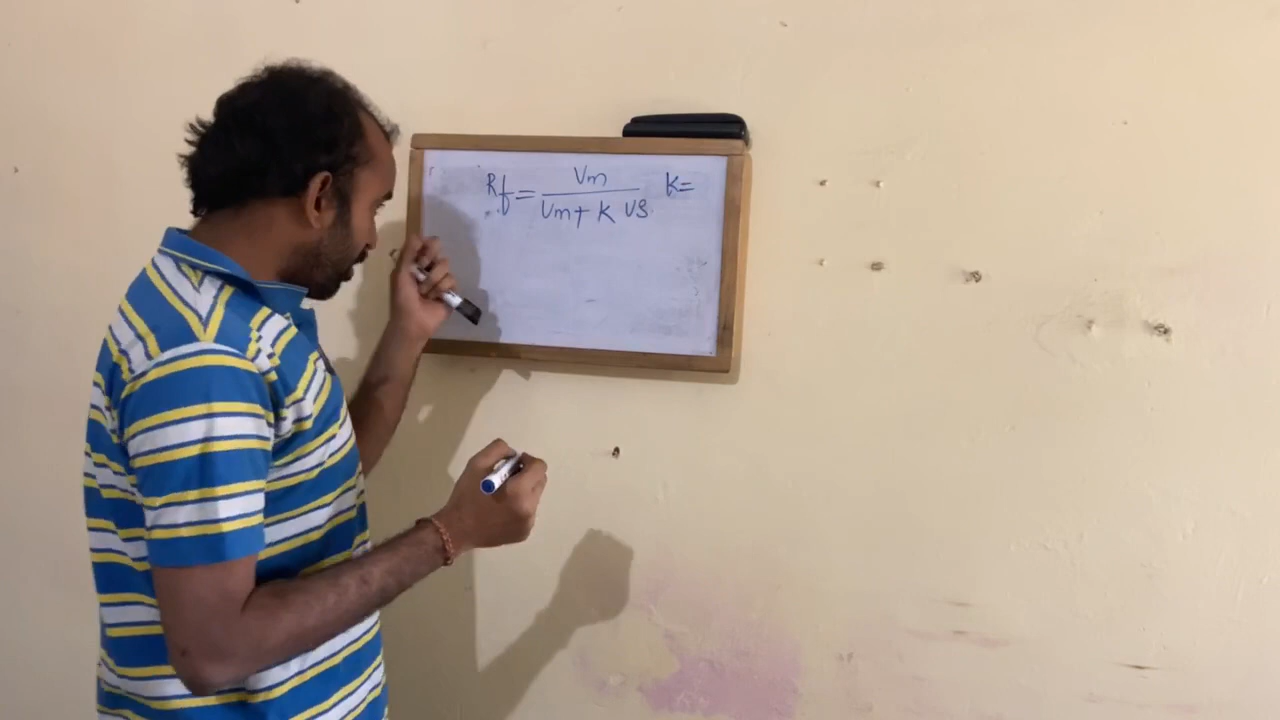 Rf = Vm / Vm + K Vs. K =